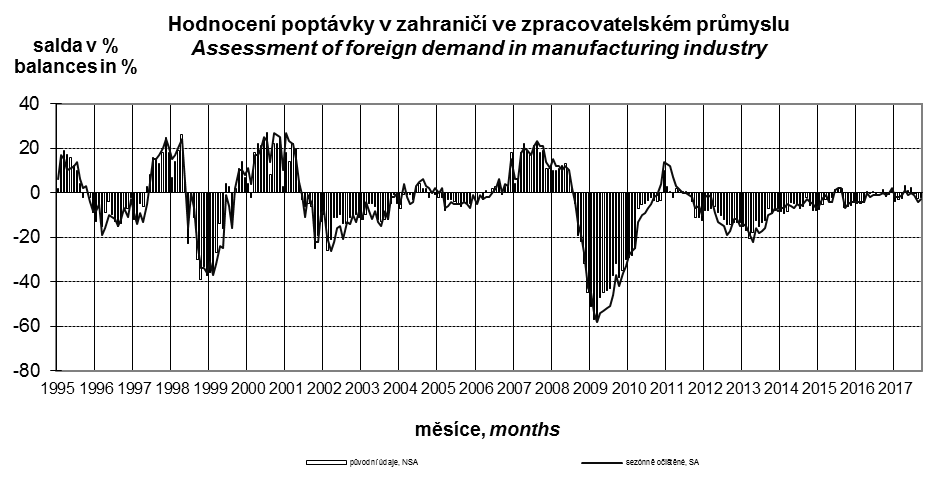 Hodnocení poptávky v zahraničí ve zpracovatelském průmyslu
Assessment of foreign demand in manufacturing industry
salda v %
balances in %
40
20
0
-20
-40
-60
-80
1995 1996 1997 1998 1999 2000 2001 2002 2003 2004 2005 2006 2007 2008 2009 2010 2011 2012 2013 2014 2015 2016 2017
měsíce, months
původní údaje, NSA sezónně očištěné, SA